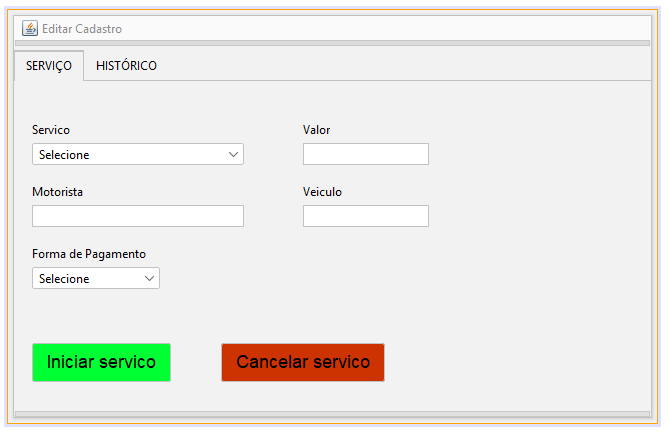 Editar Cadastro
SERVIÇO HISTÓRICO
Servico Valor
Selecione
Motorista Veiculo
Forma de Pagamento
Selecione
Iniciar servico Cancelar servico